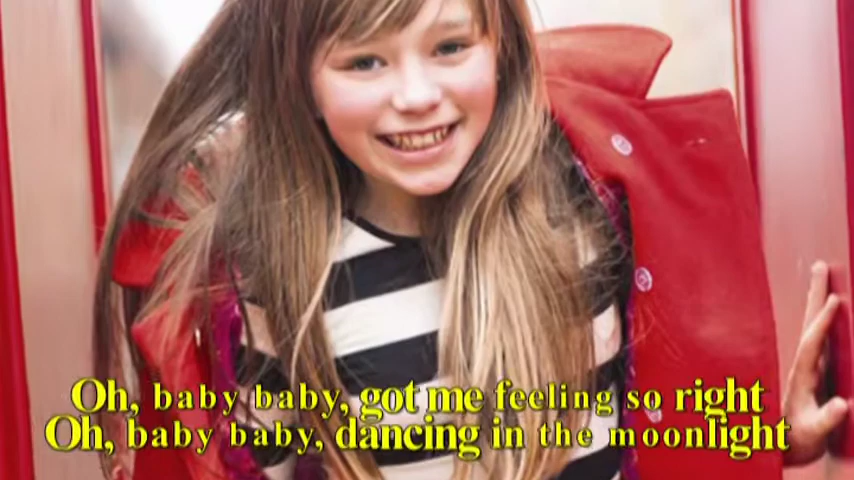 Oh, baby baby, got me feeling so right
Oh, baby baby, dancing in the moonlight